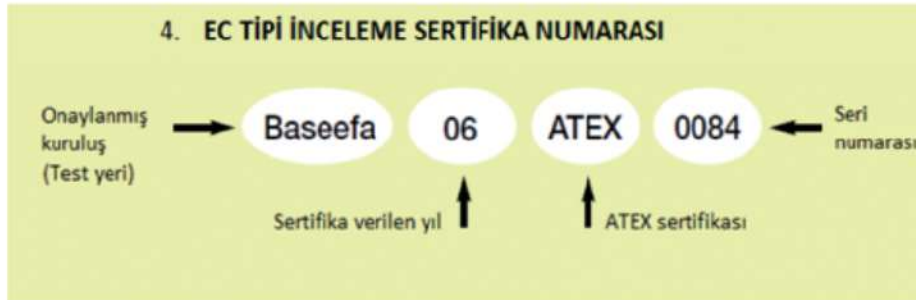 4. EC TİPİ İNCELEME SERTİFİKA NUMARASI
Onaylanmış
kuruluş
(Test yeri)
Baseefa 06 ATEX 0084
Seri
numarası
Sertifika verilen yıl
ATEX sertifikası